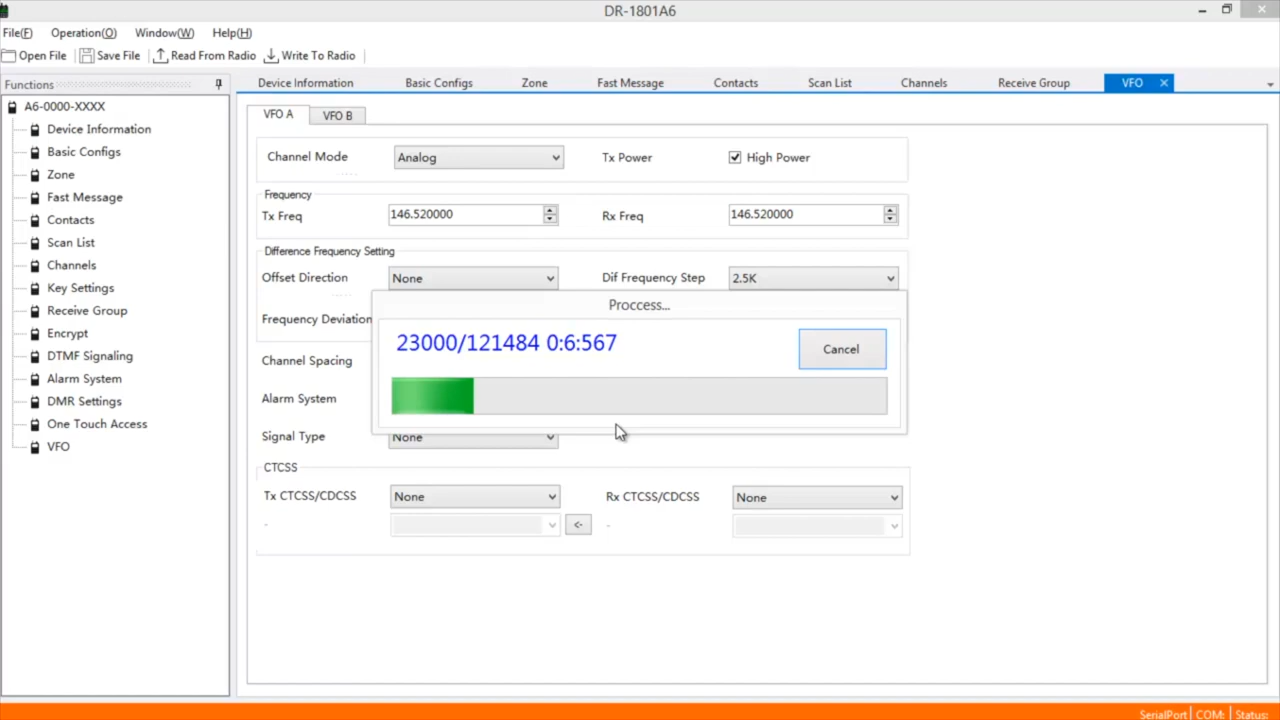 DR-1801A6
File(F) Operation(O) Window(W) Help(H)
Open File Save File Read From Radio Write To Radio
Functions
Device Information Basic Configs Zone Fast Message Contacts Scan List Channels Receive Group VFO
A6-0000-XXXX
Device Information
Basic Configs
Zone
Fast Message
Contacts
Scan List
Channels
Key Settings
Receive Group
Encrypt
DTMF Signaling
Alarm System
DMR Settings
One Touch Access
VFO
VFO A VFO B
Channel Mode Analog Tx Power High Power
Frequency
Tx Freq 146.520000 Rx Freq 146.520000
Difference Frequency Setting
Offset Direction None Dif Frequency Step 2.5K
Proccess...
23000/121484 0:6:567
Cancel
Frequency Deviation
Channel Spacing
Alarm System
Signal Type None
CTCSS
Tx CTCSS/CDCSS None Rx CTCSS/CDCSS None
- <- -
SerialPort COM: Status: